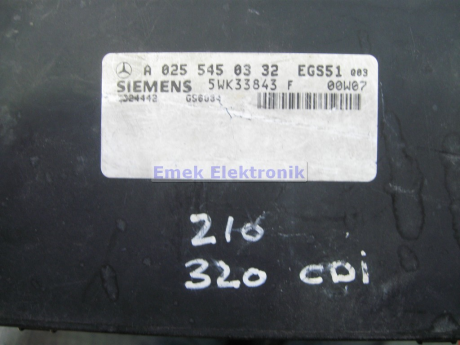 A 025 545 03 32 EGS51 003
SIEMENS 5WK33843 F 00W07
Emek Elektronik
210
320 CDI